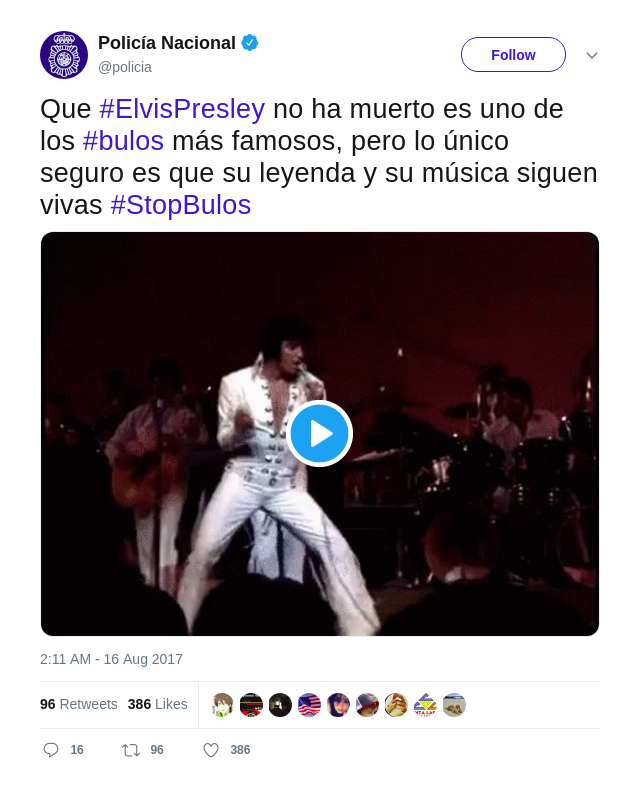 Policía Nacional
@policia
Follow
Que #ElvisPresley no ha muerto es uno de
los #bulos más famosos, pero lo único
seguro es que su leyenda y su música siguen
vivas #StopBulos
2:11 AM - 16 Aug 2017
96 Retweets 386 Likes
16 96 386